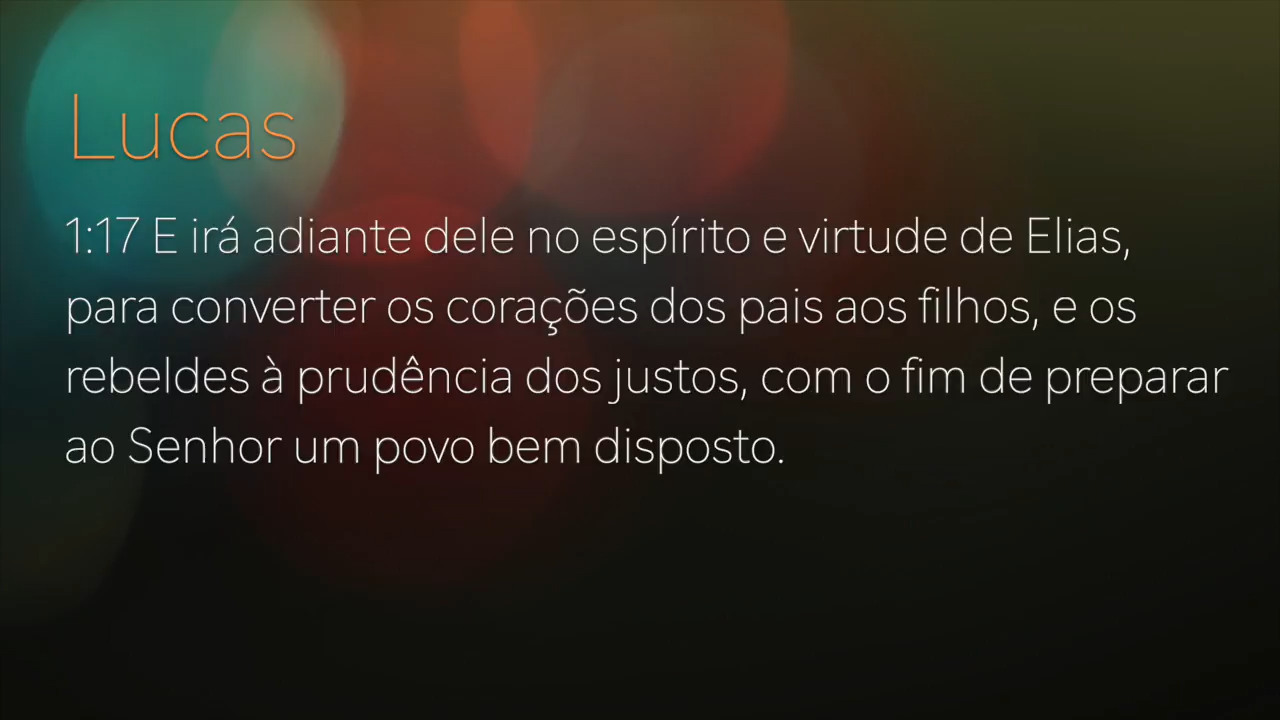 Lucas
1:17 E irá adiante dele no espírito e virtude de Elias,
para converter os corações dos pais aos filhos, e os
rebeldes à prudência dos justos, com o fim de preparar
ao Senhor um povo bem disposto.